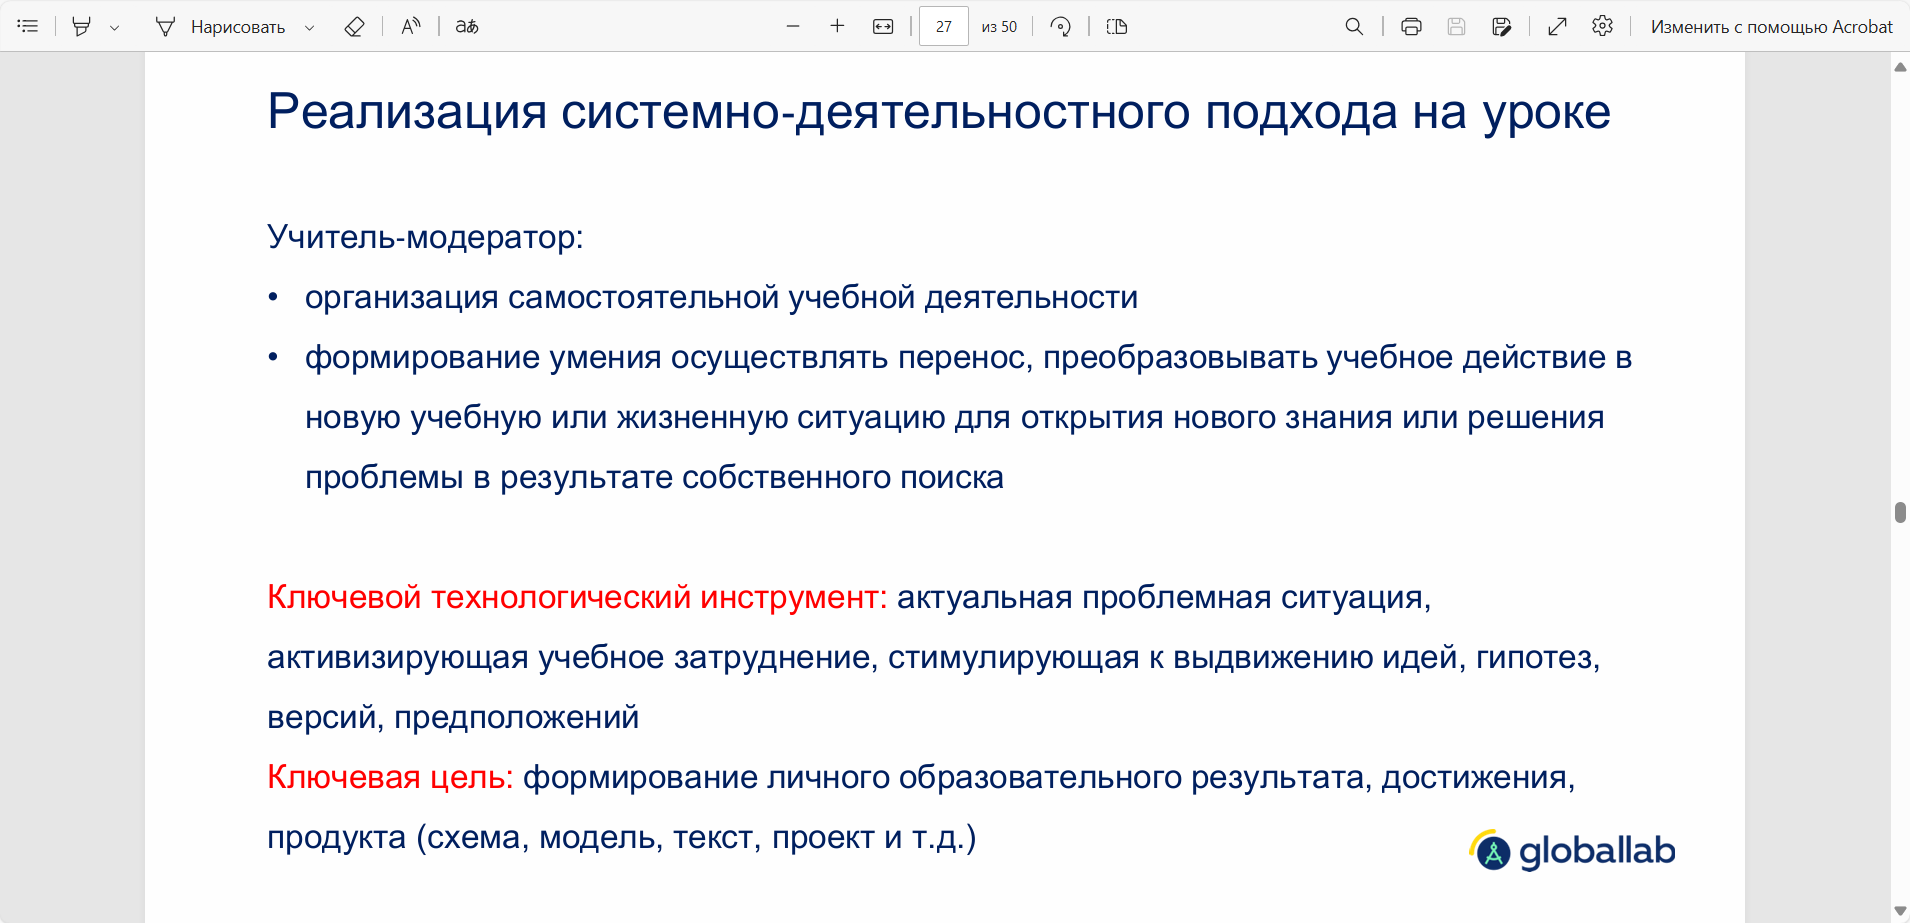 Нарисовать
27 из 50
Изменить с помощью Acrobat
Реализация системно-деятельностного подхода на уроке
Учитель-модератор:
• организация самостоятельной учебной деятельности
• формирование умения осуществлять перенос, преобразовывать учебное действие в
новую учебную или жизненную ситуацию для открытия нового знания или решения
проблемы в результате собственного поиска
Ключевой технологический инструмент: актуальная проблемная ситуация,
активизирующая учебное затруднение, стимулирующая к выдвижению идей, гипотез,
версий, предположений
Ключевая цель: формирование личного образовательного результата, достижения,
продукта (схема, модель, текст, проект и т.д.)
globallab